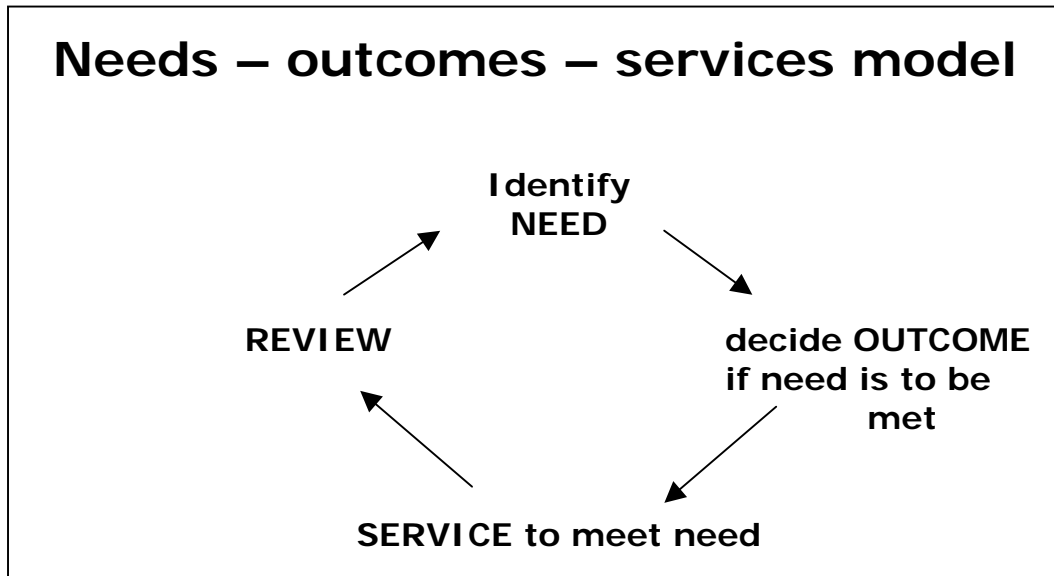 Needs – outcomes – services model
Identify
NEED
REVIEW
decide OUTCOME
if need is to be
met
SERVICE to meet need